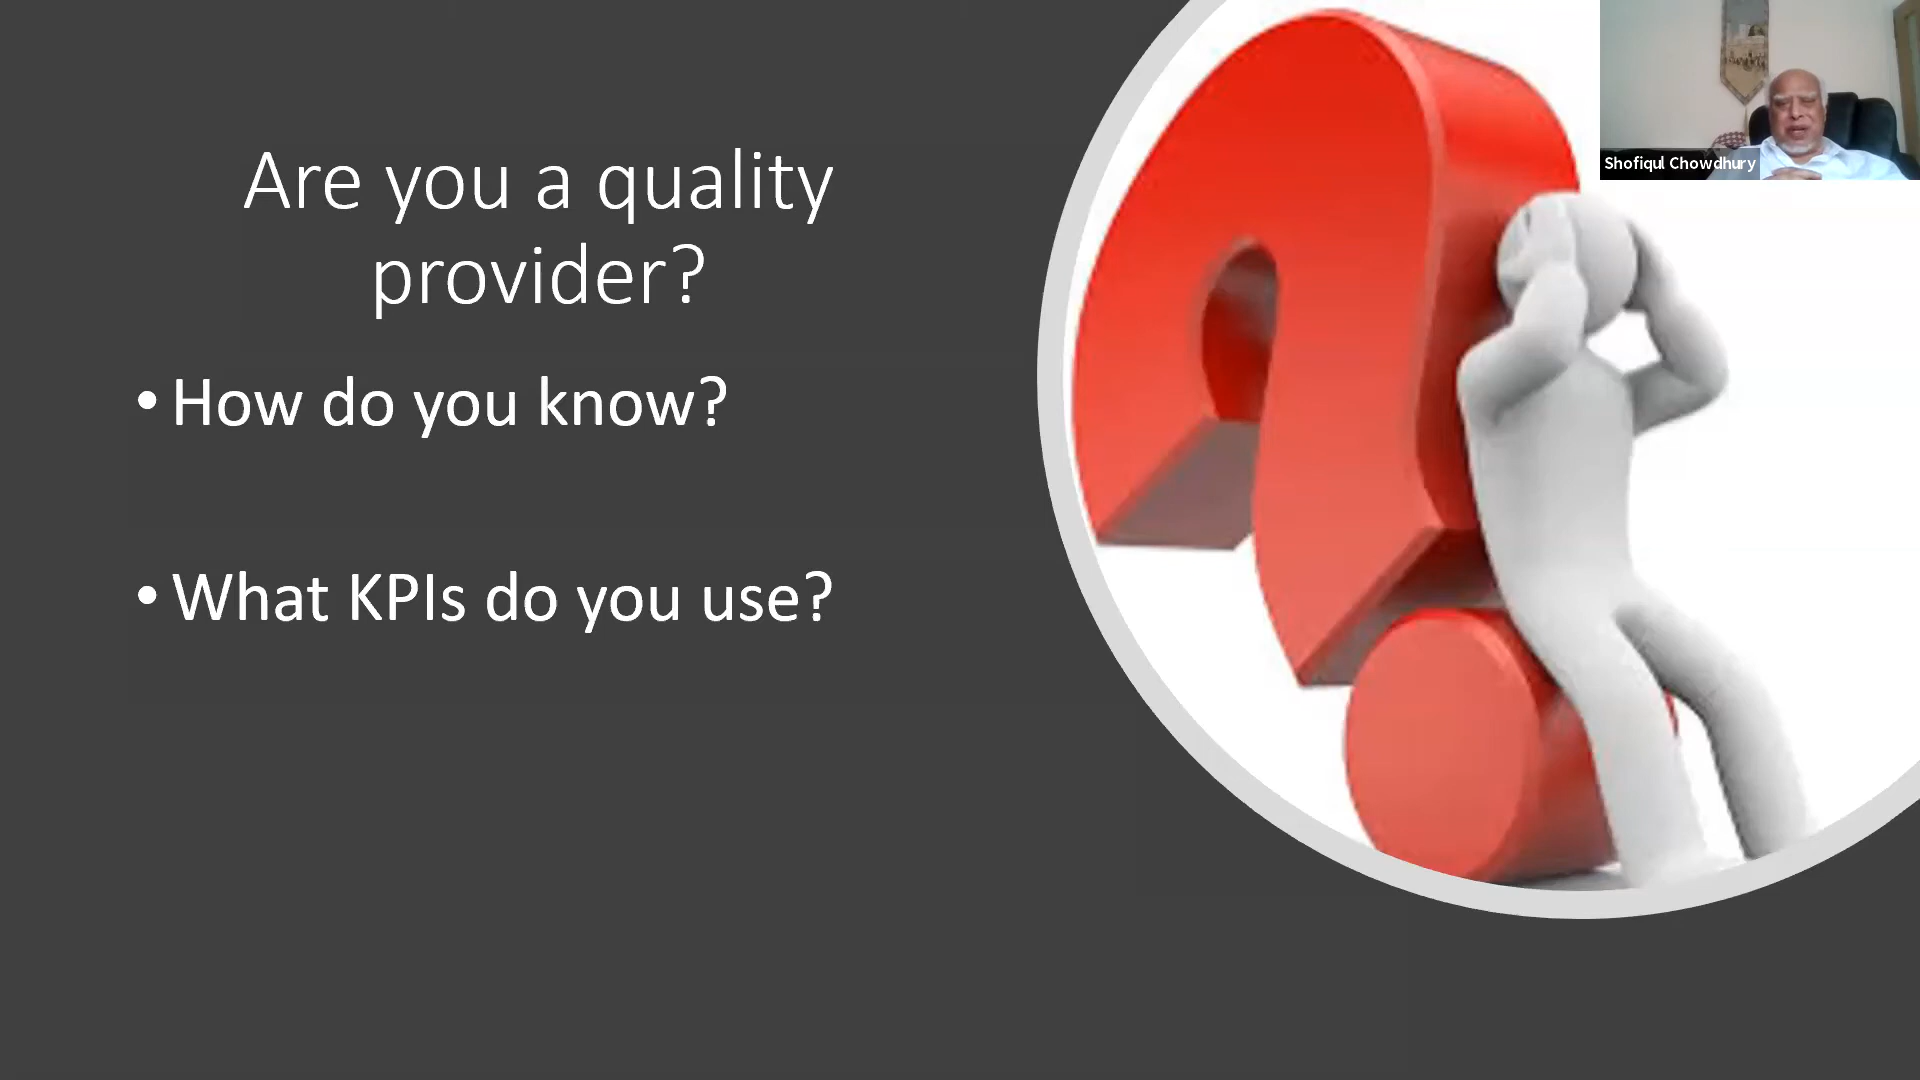 Are you a quality
provider?
• How do you know?
• What KPIs do you use?
Shofiqul Chowdhury